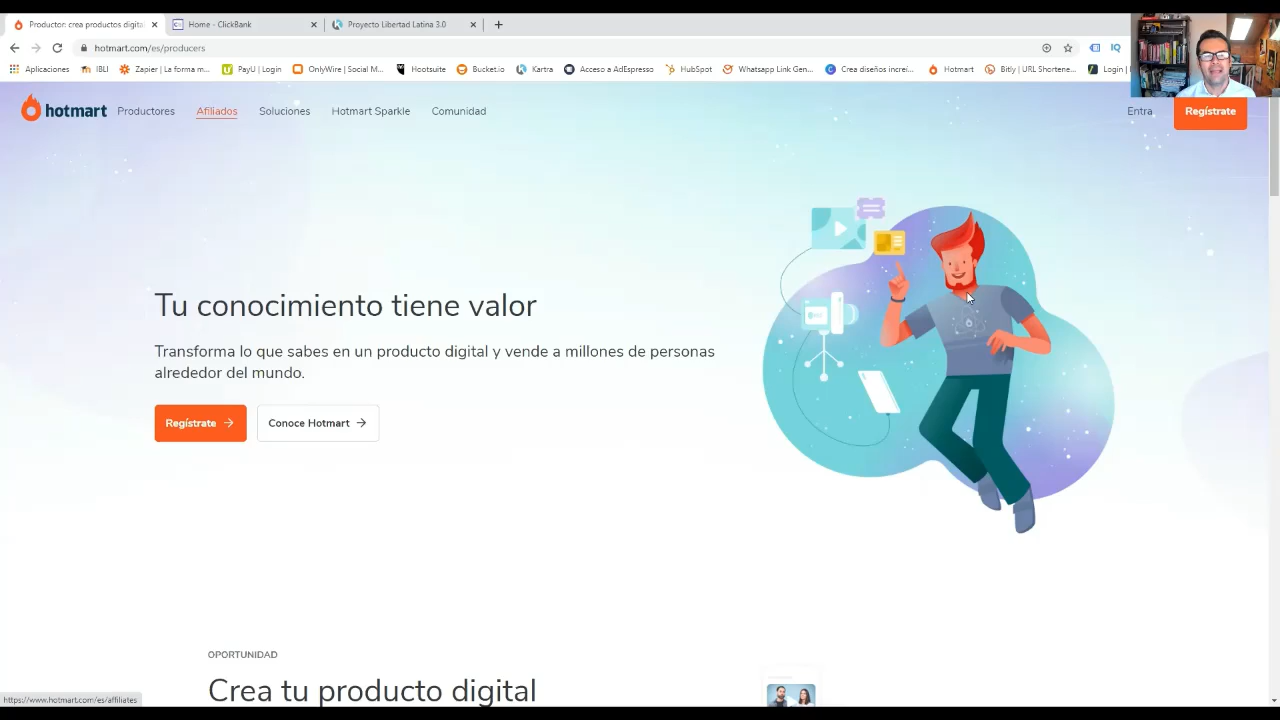 Productor: crea productos digita
Home - ClickBank
Proyecto Libertad Latina 3.0
hotmart.com/es/producers
IQ
Aplicaciones
IBLI
Zapier | La forma m...
PayU | Login
OnlyWire | Social M...
Hootsuite
Bucket.io
Kartra
Acceso a AdEspresso
HubSpot
Whatsapp Link Gen...
Crea diseños increí...
Hotmart
Bitly | URL Shortene...
Login |
hotmart
Productores
Afiliados
Soluciones
Hotmart Sparkle
Comunidad
Entra
Regístrate
Tu conocimiento tiene valor
Transforma lo que sabes en un producto digital y vende a millones de personas
alrededor del mundo.
Regístrate
Conoce Hotmart
OPORTUNIDAD
Crea tu producto digital
https://www.hotmart.com/es/affiliates